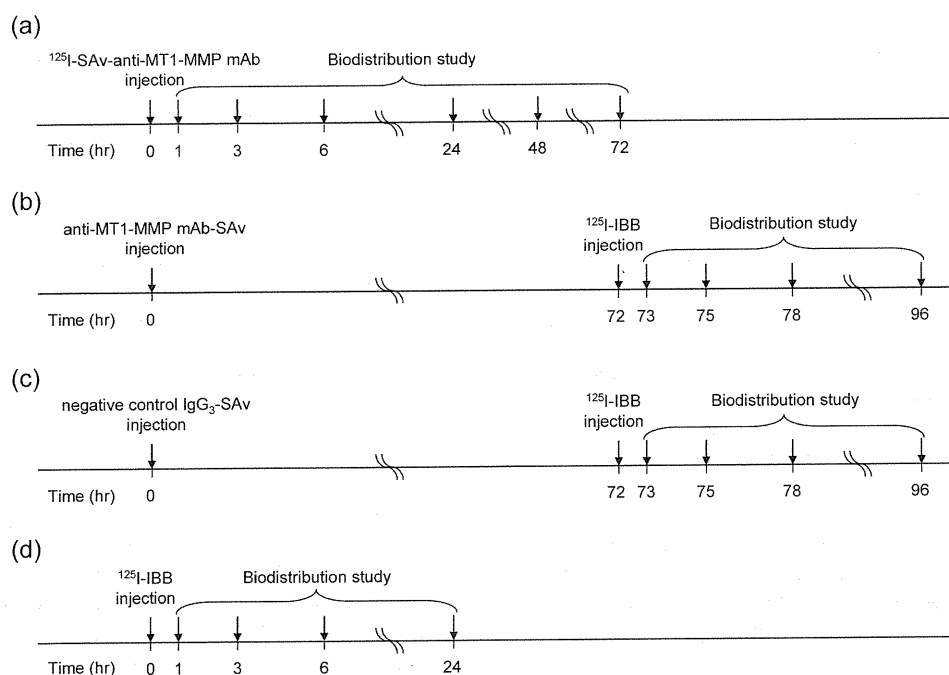 (a)
¹²⁵I-SAv-anti-MT1-MMP mAb
injection
Biodistribution study
Time (hr) 0 1 3 6 24 48 72
(b)
anti-MT1-MMP mAb-SAv
injection
¹²⁵I-IBB
injection
Biodistribution study
Time (hr) 0 72 73 75 78 96
(c)
negative control IgG₃-SAv
injection
¹²⁵I-IBB
injection
Biodistribution study
Time (hr) 0 72 73 75 78 96
(d)
¹²⁵I-IBB
injection
Biodistribution study
Time (hr) 0 1 3 6 24